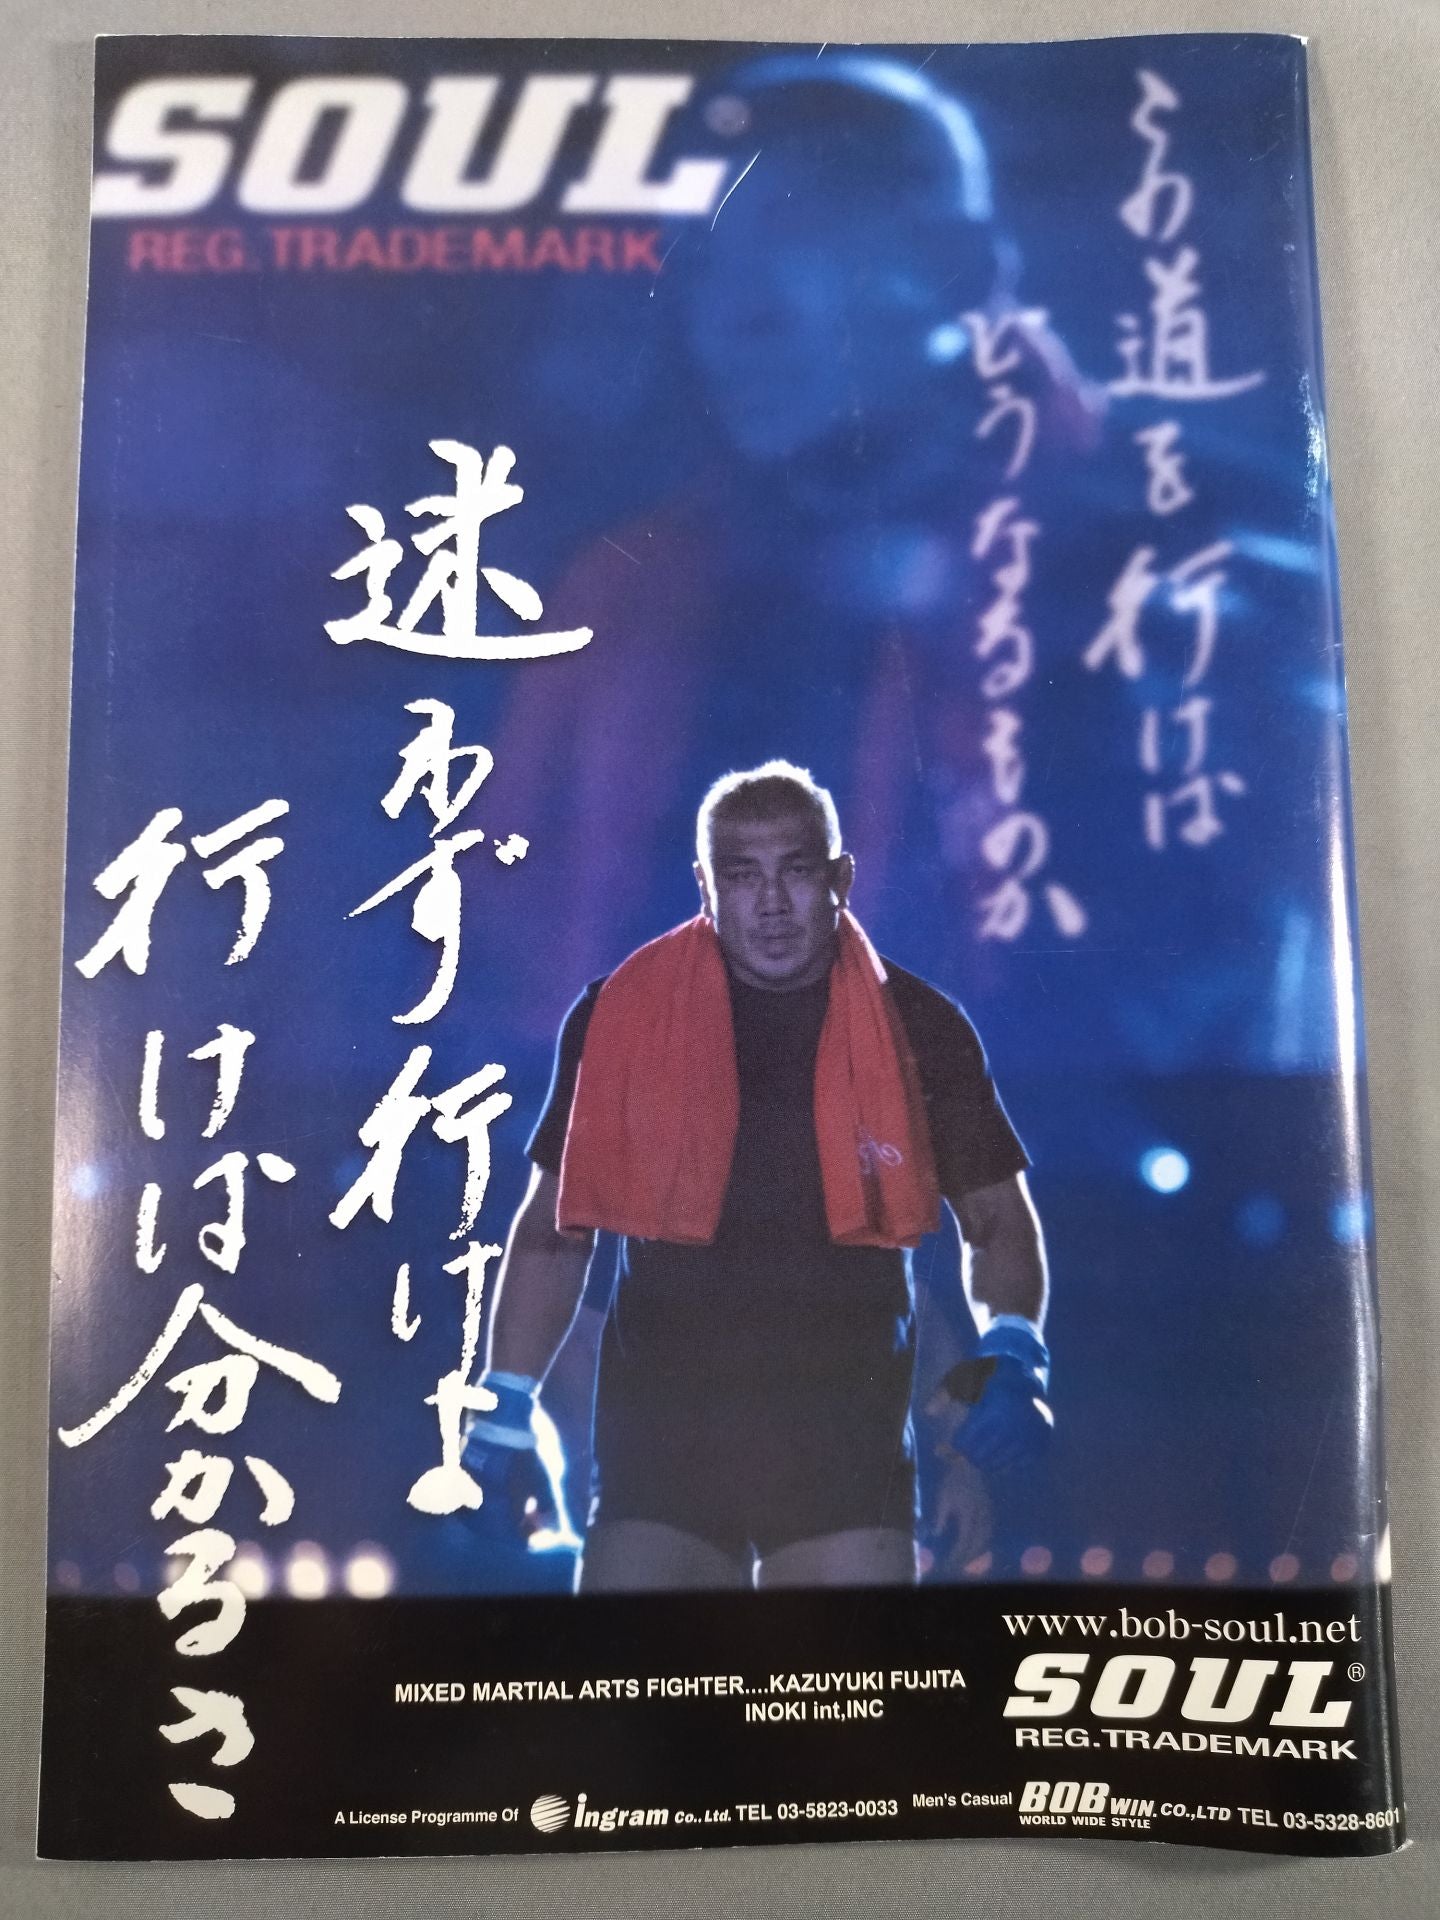 SOUL
REG. TRADEMARK
この道を行けば
どうなるものか
迷わず行けよ
行けば分かるさ
www.bob-soul.net
SOUL®
REG.TRADEMARK
MIXED MARTIAL ARTS FIGHTER....KAZUYUKI FUJITA
INOKI int,INC
A License Programme Of ingram co.,Ltd. TEL 03-5823-0033 Men's Casual BOB WIN. CO.,LTD TEL 03-5328-8601
WORLD WIDE STYLE